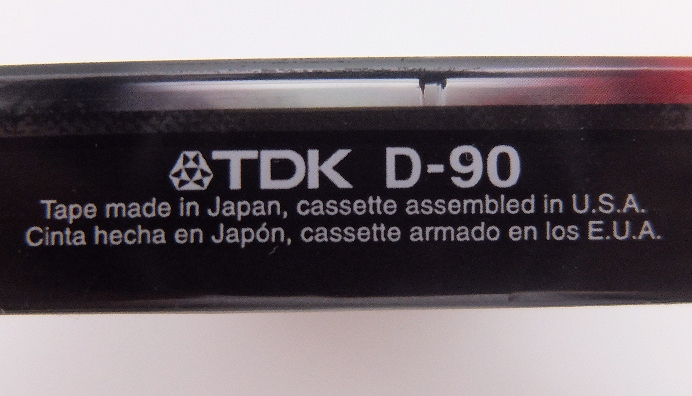 TDK D-90
Tape made in Japan, cassette assembled in U.S.A.
Cinta hecha en Japón, cassette armado en los E.U.A.